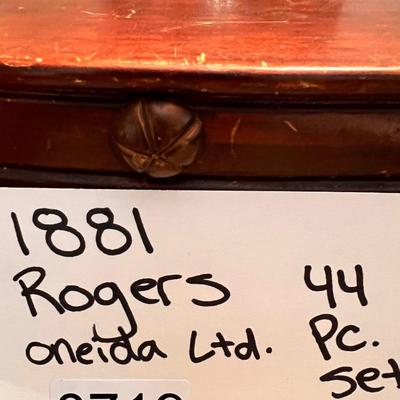 1881
Rogers 44
oneida Ltd. Pc.
set